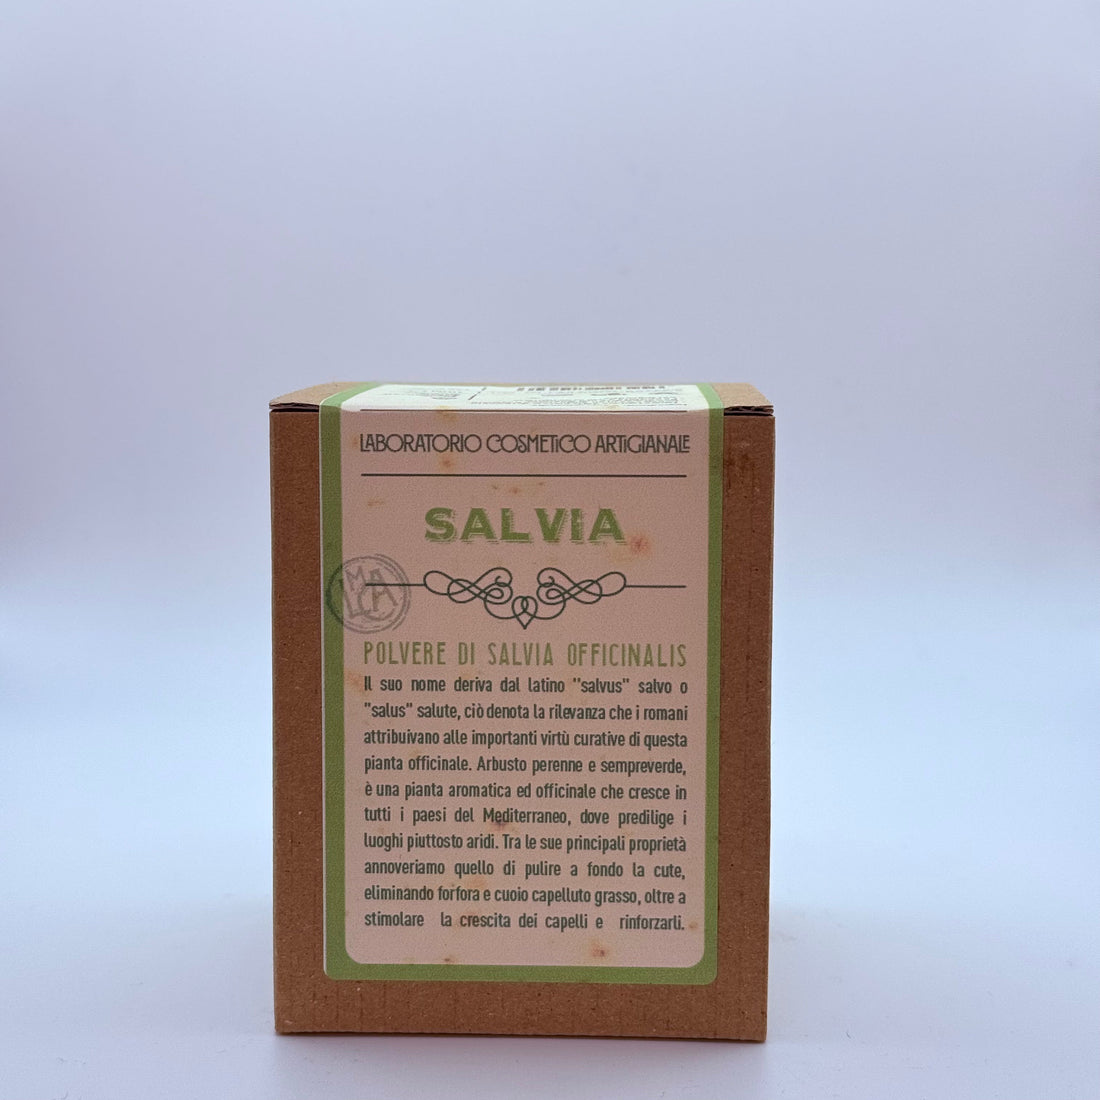 LABORATORIO COSMETICO ARTIGIANALE
SALVIA
LMCA
POLVERE DI SALVIA OFFICINALIS
Il suo nome deriva dal latino "salvus" salvo o
"salus" salute, ciò denota la rilevanza che i romani
attribuivano alle importanti virtù curative di questa
pianta officinale. Arbusto perenne e sempreverde,
è una pianta aromatica ed officinale che cresce in
tutti i paesi del Mediterraneo, dove predilige i
luoghi piuttosto aridi. Tra le sue principali proprietà
annoveriamo quello di pulire a fondo la cute,
eliminando forfora e cuoio capelluto grasso, oltre a
stimolare la crescita dei capelli e rinforzarli.